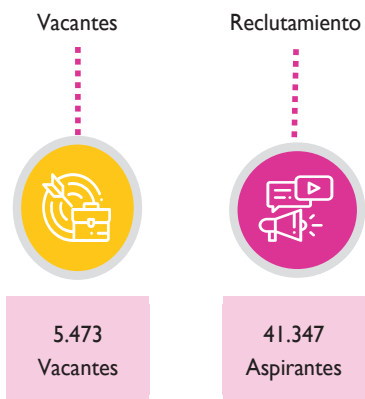 Vacantes
Reclutamiento
5.473
Vacantes
41.347
Aspirantes